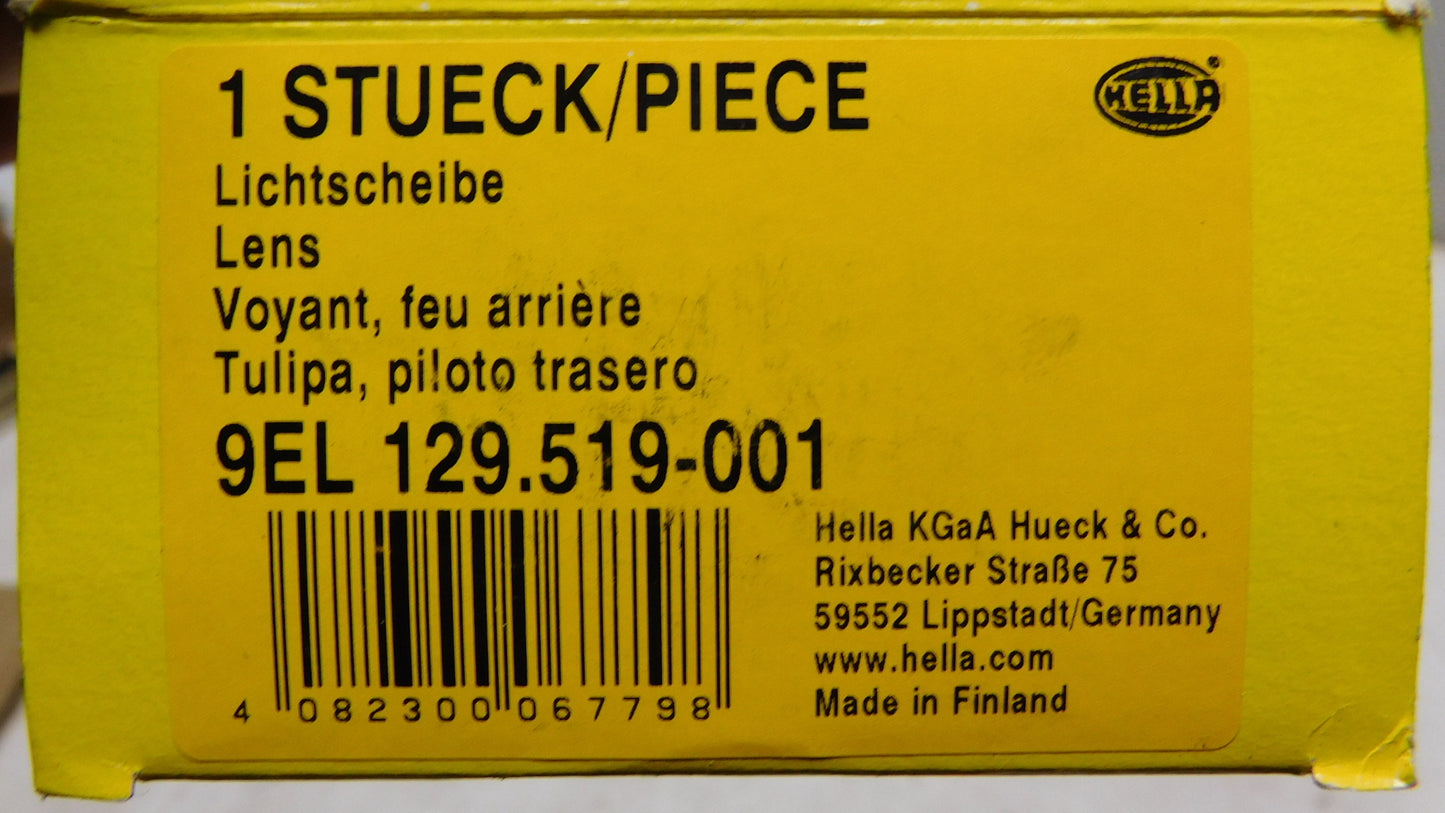 1 STUECK/PIECE
HELLA®
Lichtscheibe
Lens
Voyant, feu arrière
Tulipa, piloto trasero
9EL 129.519-001
Hella KGaA Hueck & Co.
Rixbecker Straße 75
59552 Lippstadt/Germany
www.hella.com
Made in Finland
4 082300 067798